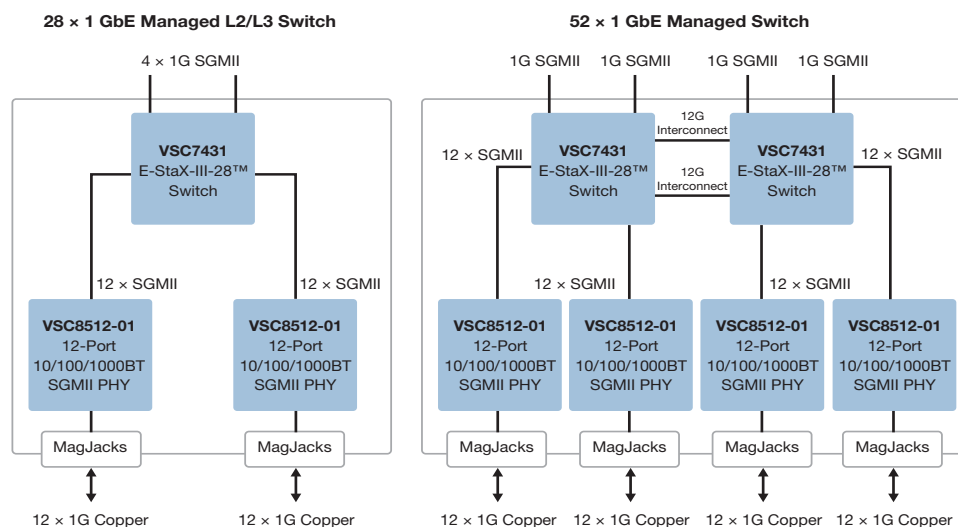 28 × 1 GbE Managed L2/L3 Switch
4 × 1G SGMII
VSC7431
E-StaX-III-28™
Switch
12 × SGMII
12 × SGMII
VSC8512-01
12-Port
10/100/1000BT
SGMII PHY
VSC8512-01
12-Port
10/100/1000BT
SGMII PHY
MagJacks
MagJacks
12 × 1G Copper
12 × 1G Copper
52 × 1 GbE Managed Switch
1G SGMII
1G SGMII
1G SGMII
1G SGMII
12G
Interconnect
12 × SGMII
VSC7431
E-StaX-III-28™
Switch
12G
Interconnect
VSC7431
E-StaX-III-28™
Switch
12 × SGMII
12 × SGMII
12 × SGMII
VSC8512-01
12-Port
10/100/1000BT
SGMII PHY
VSC8512-01
12-Port
10/100/1000BT
SGMII PHY
VSC8512-01
12-Port
10/100/1000BT
SGMII PHY
VSC8512-01
12-Port
10/100/1000BT
SGMII PHY
MagJacks
MagJacks
MagJacks
MagJacks
12 × 1G Copper
12 × 1G Copper
12 × 1G Copper
12 × 1G Copper